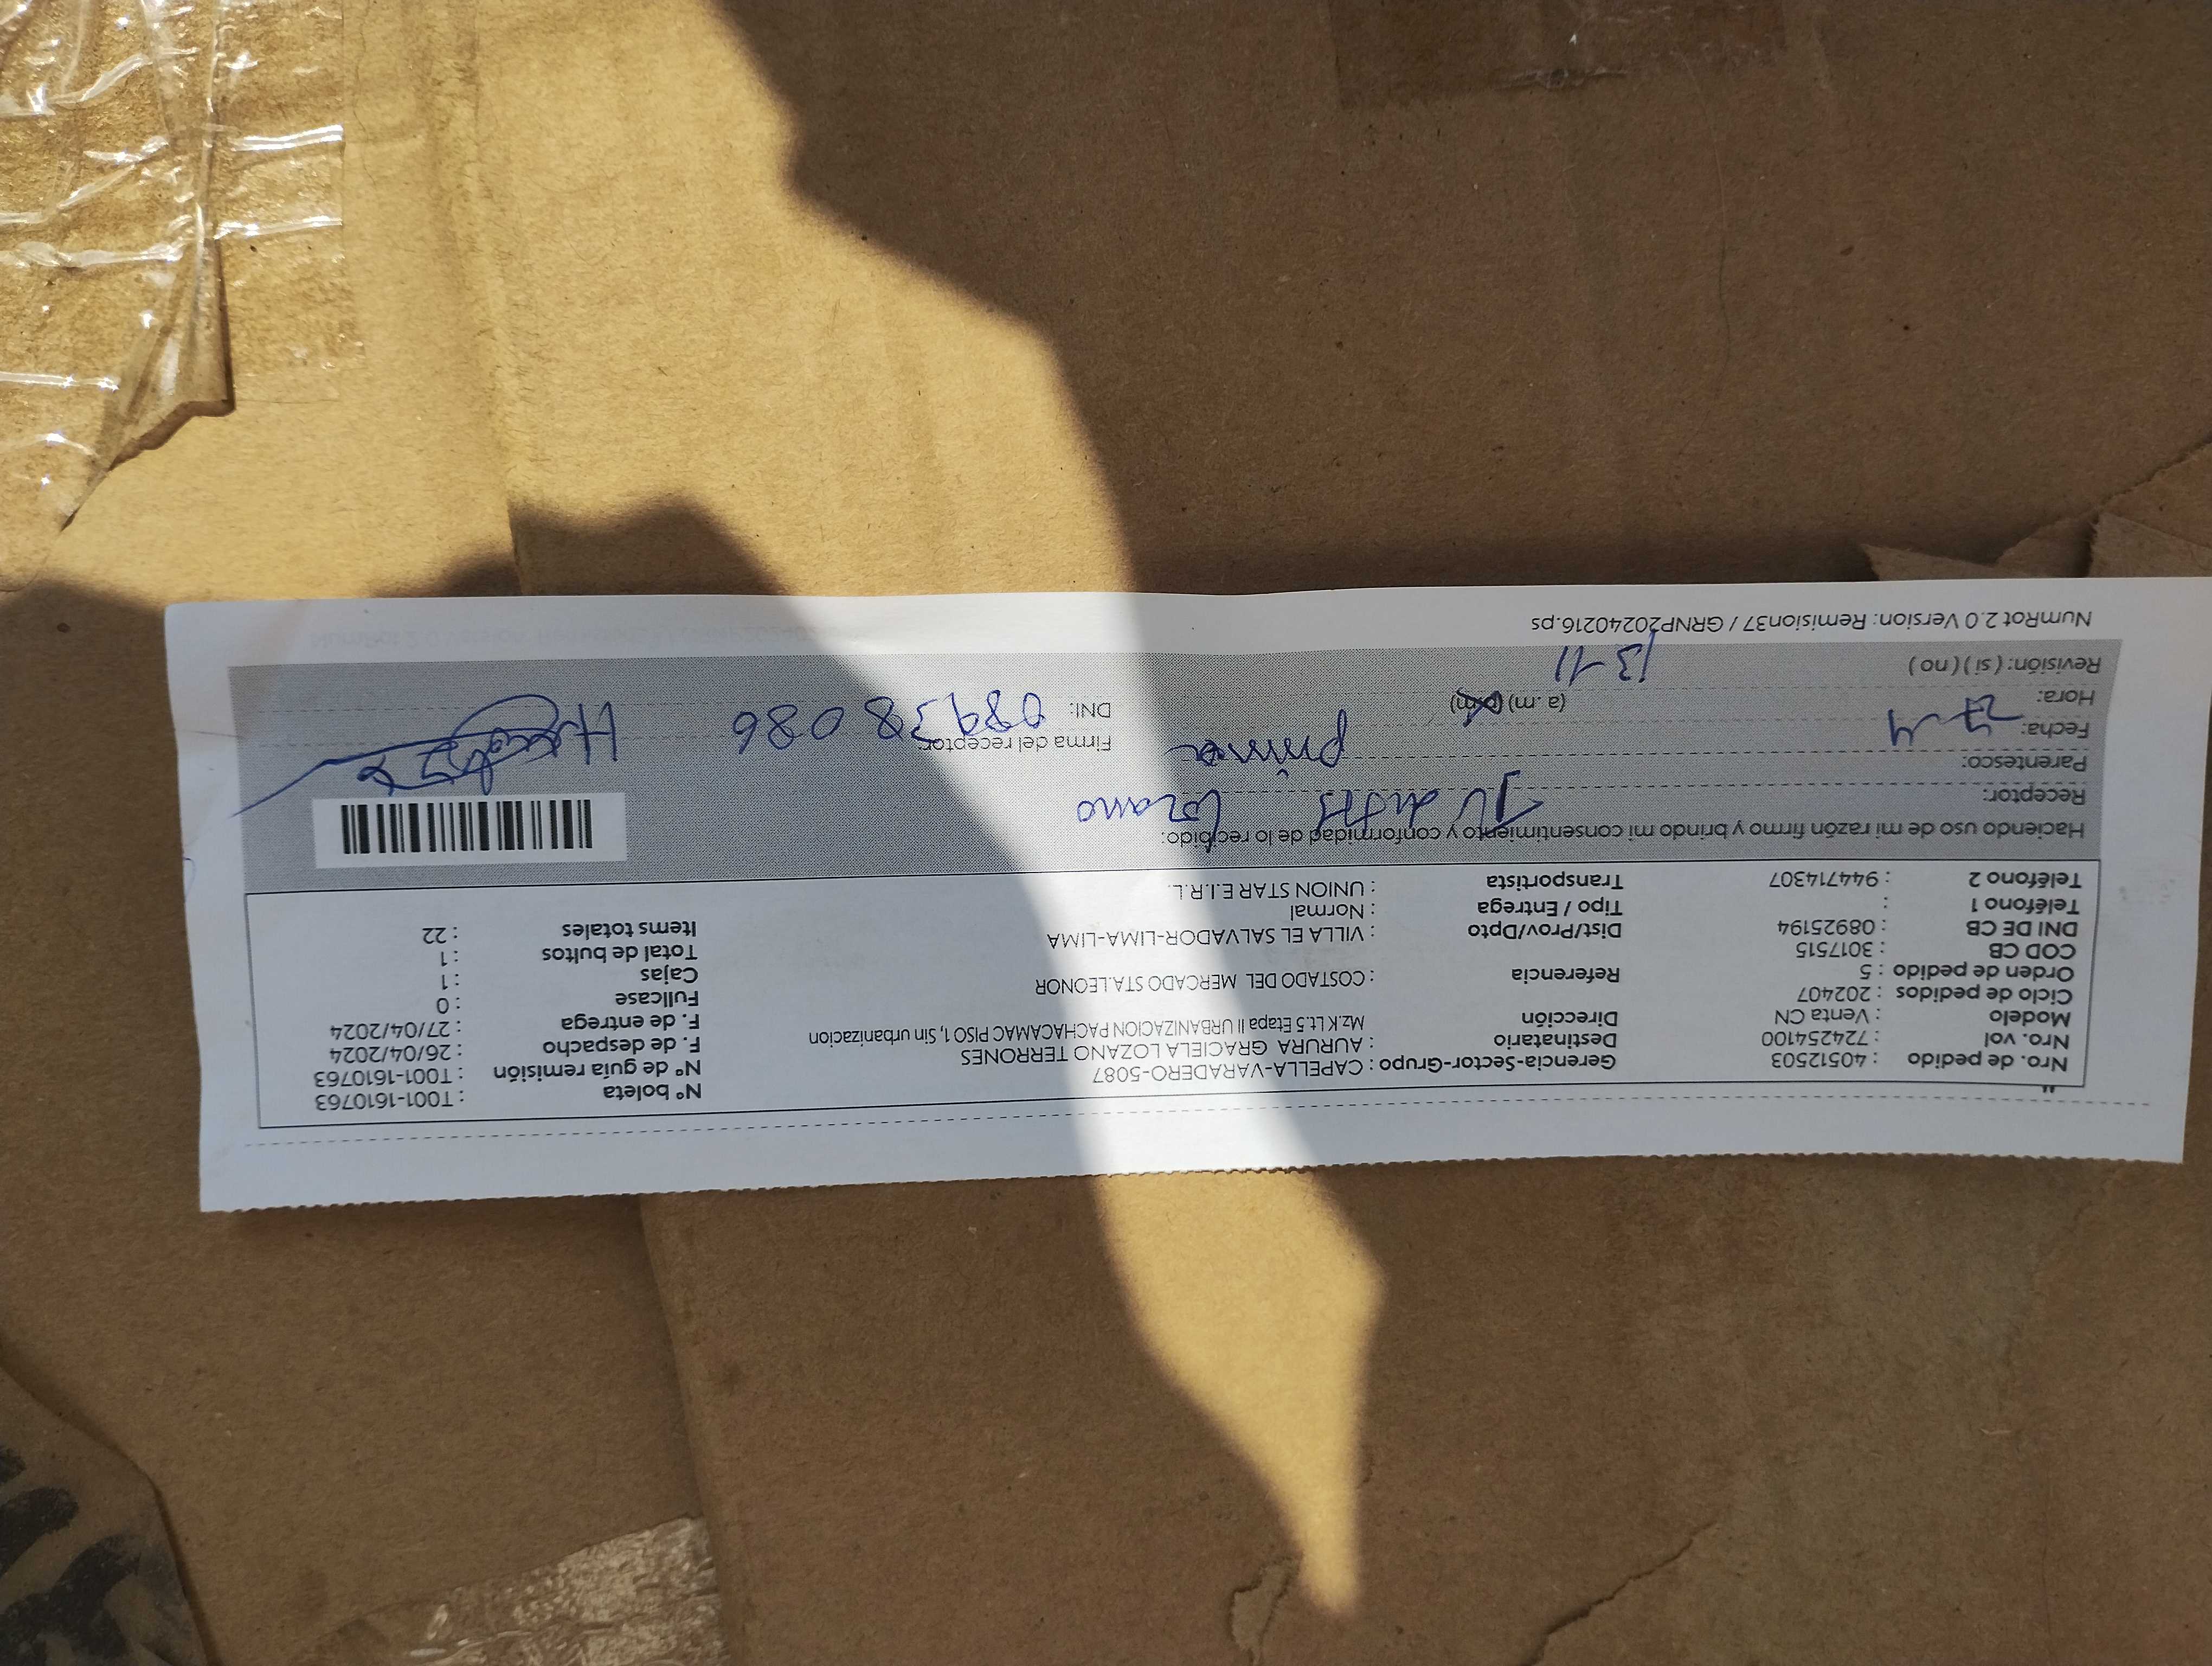 "
Nro. de pedido : 40512503 Gerencia-Sector-Grupo : CAPELLA-VARADERO-5087 N° boleta : T001-1610763
Nro. vol : 724254100 Destinatario : AURURA GRACIELA LOZANO TERRONES N° de guía remisión : T001-1610763
Modelo : Venta CN Dirección Mz.K Lt.5 Etapa II URBANIZACION PACHACAMAC PISO 1, Sin urbanizacion F. de despacho : 26/04/2024
Ciclo de pedidos : 202407 F. de entrega : 27/04/2024
Orden de pedido : 5 Referencia : COSTADO DEL MERCADO STA.LEONOR Fullcase : 0
COD CB : 3017515 Cajas : 1
DNI DE CB : 08925194 Dist/Prov/Dpto : VILLA EL SALVADOR-LIMA-LIMA Total de bultos : 1
Teléfono 1 : Tipo / Entrega : Normal Items totales : 22
Teléfono 2 : 944714307 Transportista : UNION STAR E.I.R.L.
Haciendo uso de mi razón firmo y brindo mi consentimiento y conformidad de lo recibido:
Receptor: Lozano
Parentesco: prima
Fecha: 27-4 Firma del receptor:
Hora: 13-11 (a.m) (p.m) DNI: 08938086
Revisión: ( si ) ( no )
NumRot 2.0 Version: Remision37 / GRNP20240216.ps